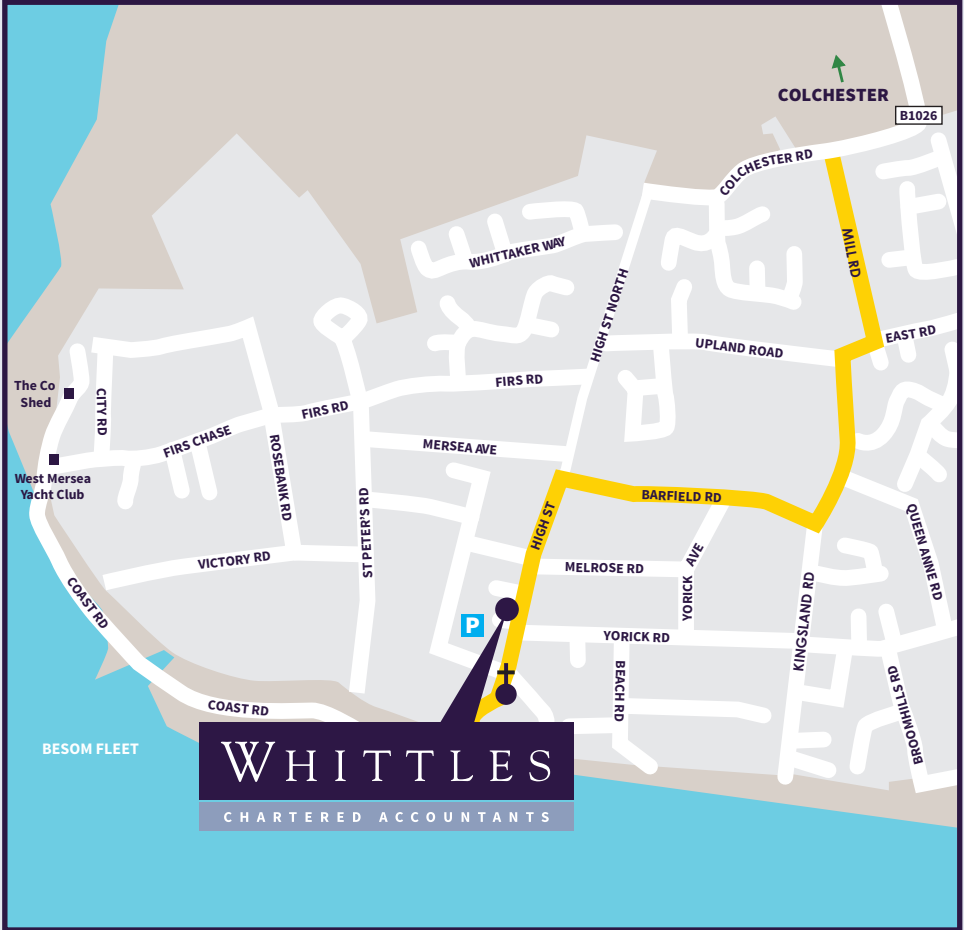 COLCHESTER
B1026
COLCHESTER RD
MILL RD
WHITTAKER WAY
HIGH ST NORTH
EAST RD
UPLAND ROAD
FIRS RD
The Co
Shed
CITY RD
FIRS RD
FIRS CHASE
MERSEA AVE
ROSEBANK RD
West Mersea
Yacht Club
ST PETER'S RD
BARFIELD RD
HIGH ST
QUEEN ANNE RD
VICTORY RD
MELROSE RD
YORICK AVE
KINGSLAND RD
COAST RD
P
YORICK RD
BEACH RD
BROOMHILLS RD
COAST RD
BESOM FLEET
WHITTLES
CHARTERED ACCOUNTANTS